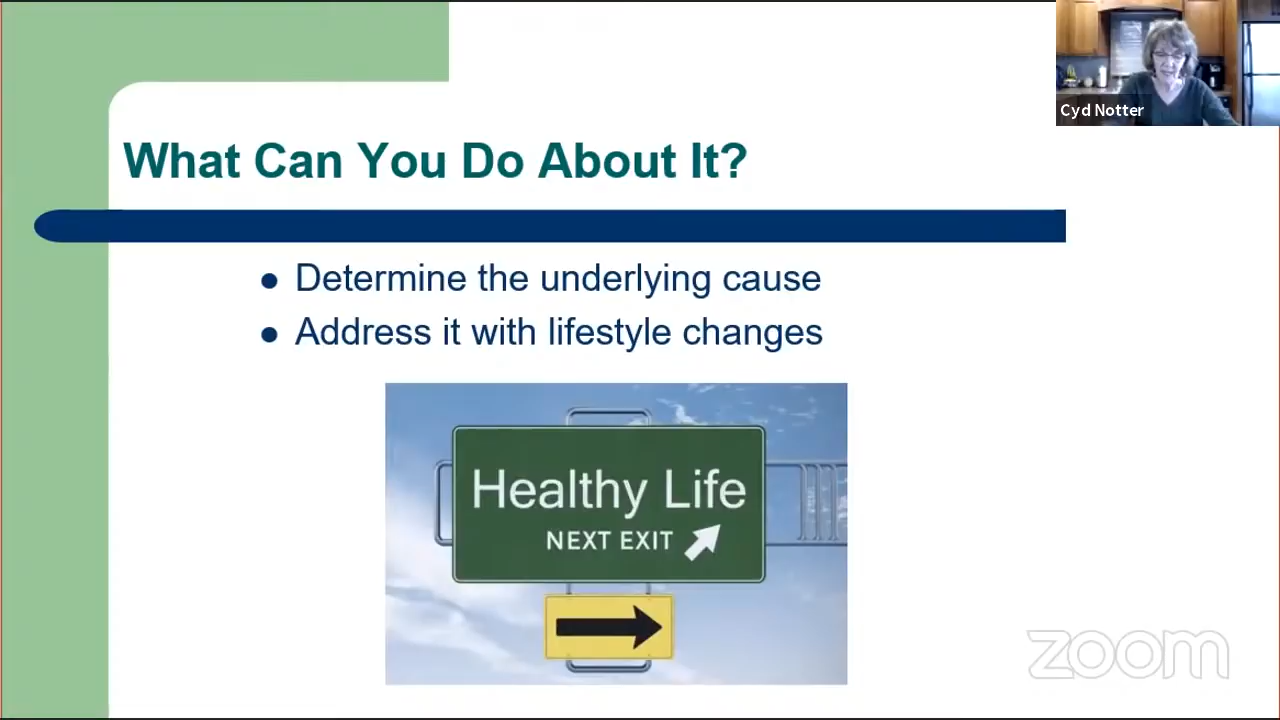 Cyd Notter
What Can You Do About It?
● Determine the underlying cause
● Address it with lifestyle changes
Healthy Life
NEXT EXIT
zoom